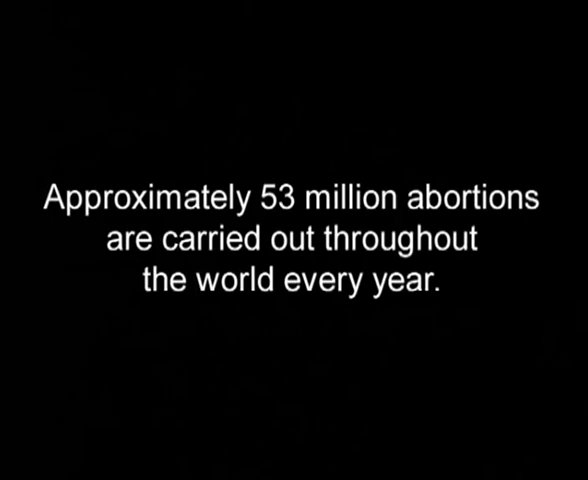 Approximately 53 million abortions
are carried out throughout
the world every year.